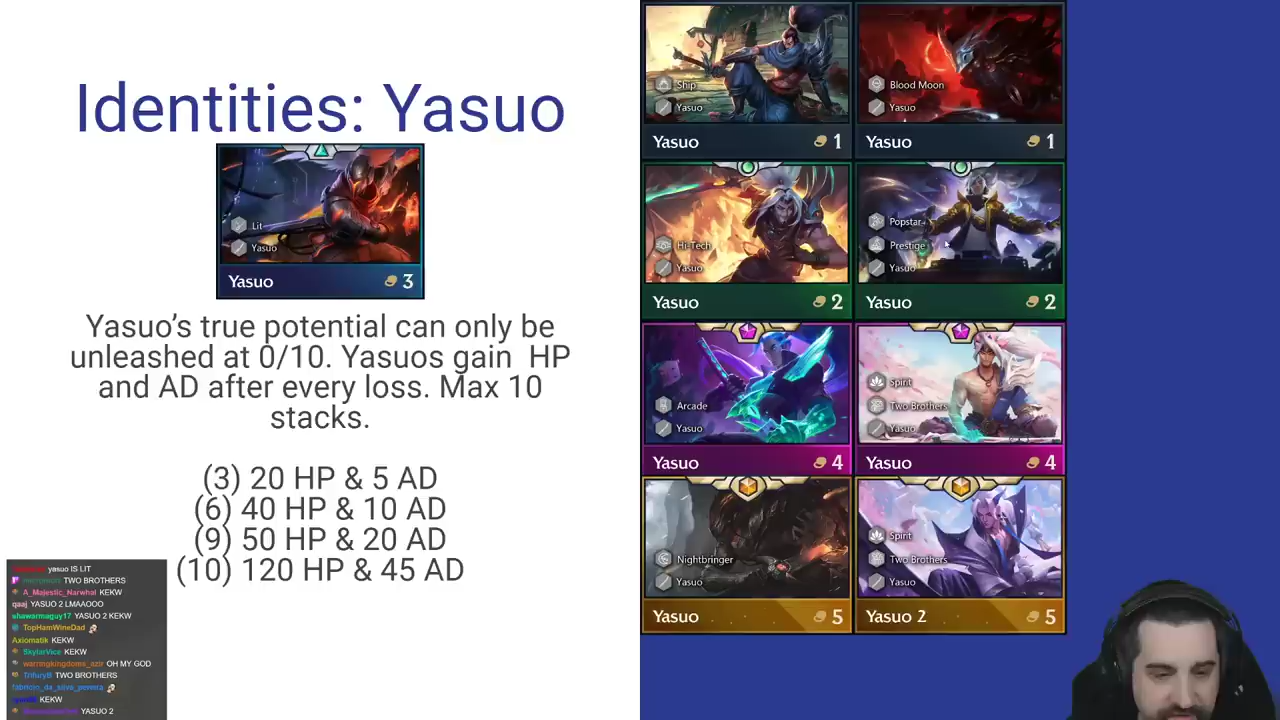 Identities: Yasuo
Lit
Yasuo
Yasuo 3
Yasuo's true potential can only be
unleashed at 0/10. Yasuos gain HP
and AD after every loss. Max 10
stacks.
(3) 20 HP & 5 AD
(6) 40 HP & 10 AD
(9) 50 HP & 20 AD
(10) 120 HP & 45 AD
yasuo IS LIT
TWO BROTHERS
A_Majestic_Narwhal KEKW
qaaj YASUO 2 LMAAOOO
shawarmaguy17 YASUO 2 KEKW
TopHamWineDad
Axiomatik KEKW
SkylarVice KEKW
warringkingdoms_azir OH MY GOD
TWO BROTHERS
fabricio_da_silva_pereira
KEKW
YASUO 2
Ship
Yasuo
Yasuo 1
Blood Moon
Yasuo
Yasuo 1
Hi-Tech
Yasuo
Yasuo 2
Popstar
Prestige
Yasuo
Yasuo 2
Arcade
Yasuo
Yasuo 4
Spirit
Two Brothers
Yasuo
Yasuo 4
Nightbringer
Yasuo
Yasuo 5
Spirit
Two Brothers
Yasuo
Yasuo 2 5